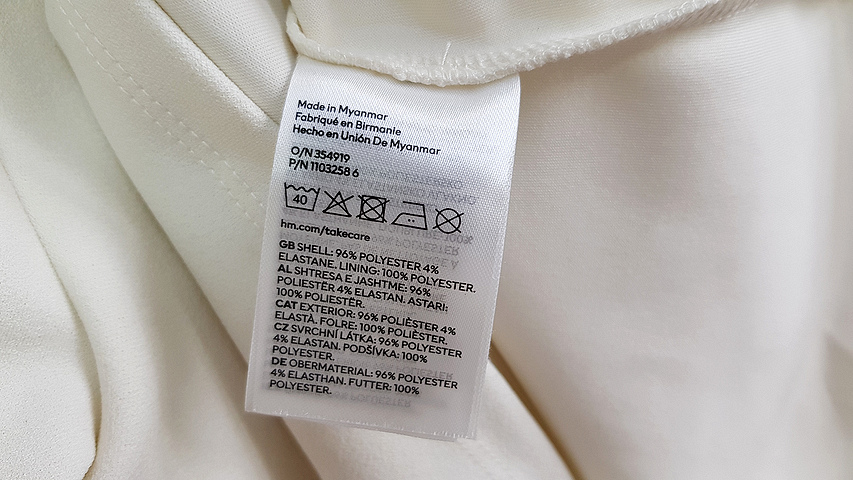 Made in Myanmar
Fabriqué en Birmanie
Hecho en Unión De Myanmar
O/N 354919
P/N 1103258 6
40
hm.com/takecare
GB SHELL: 96% POLYESTER 4%
ELASTANE. LINING: 100% POLYESTER.
AL SHTRESA E JASHTME: 96%
POLIESTËR 4% ELASTAN. ASTARI:
100% POLIESTËR.
CAT EXTERIOR: 96% POLIÈSTER 4%
ELASTÀ. FOLRE: 100% POLIÈSTER.
CZ SVRCHNÍ LÁTKA: 96% POLYESTER
4% ELASTAN. PODŠÍVKA: 100%
POLYESTER.
DE OBERMATERIAL: 96% POLYESTER
4% ELASTHAN. FUTTER: 100%
POLYESTER.